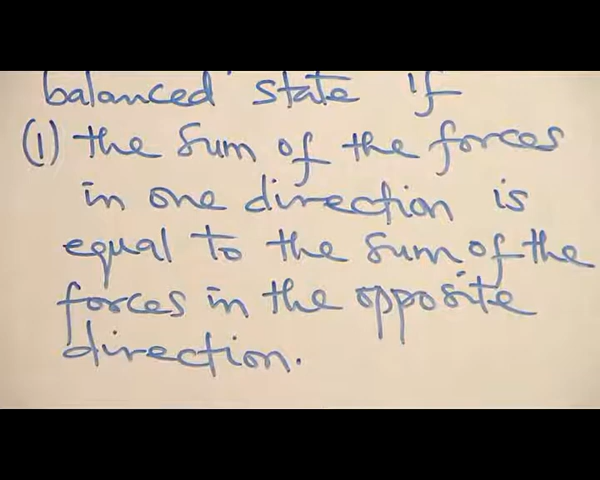 balanced state if
(1) the sum of the forces
in one direction is
equal to the sum of the
forces in the opposite
direction.